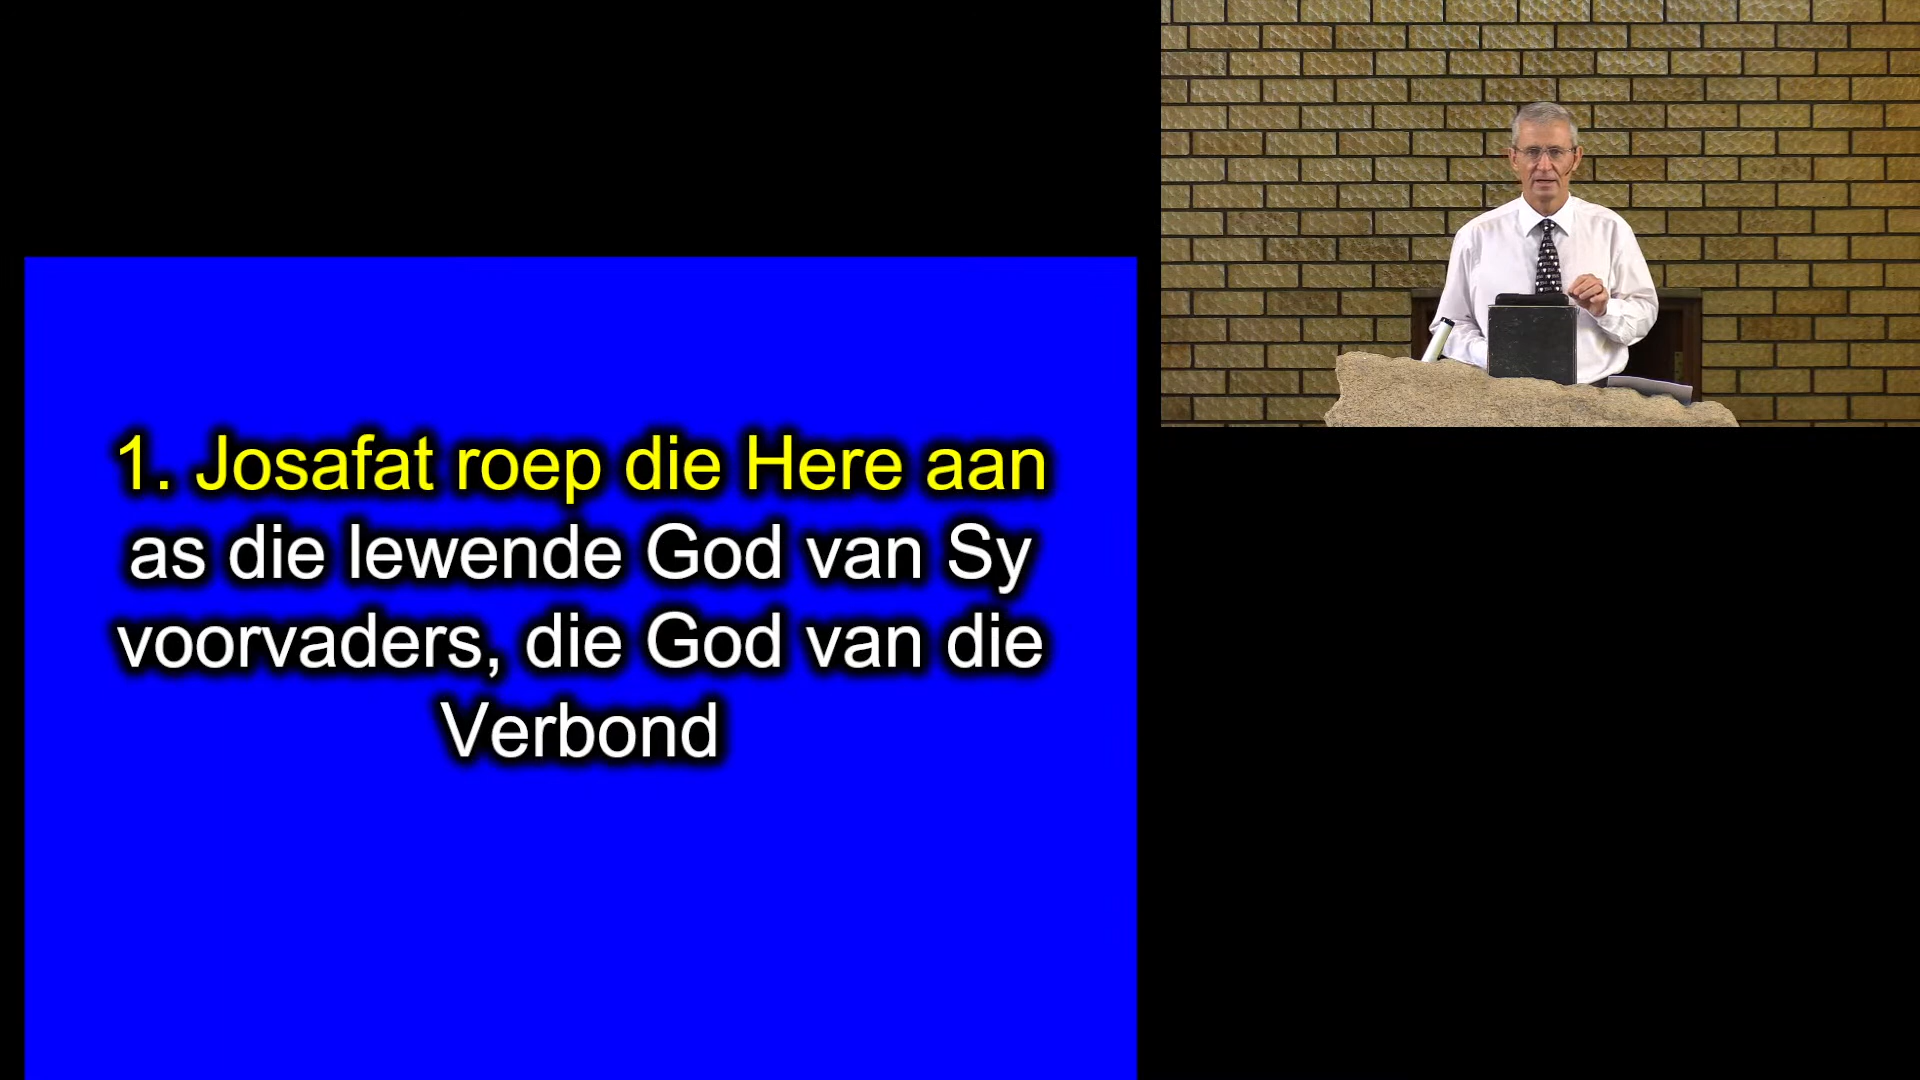 1. Josafat roep die Here aan
as die lewende God van Sy
voorvaders, die God van die
Verbond